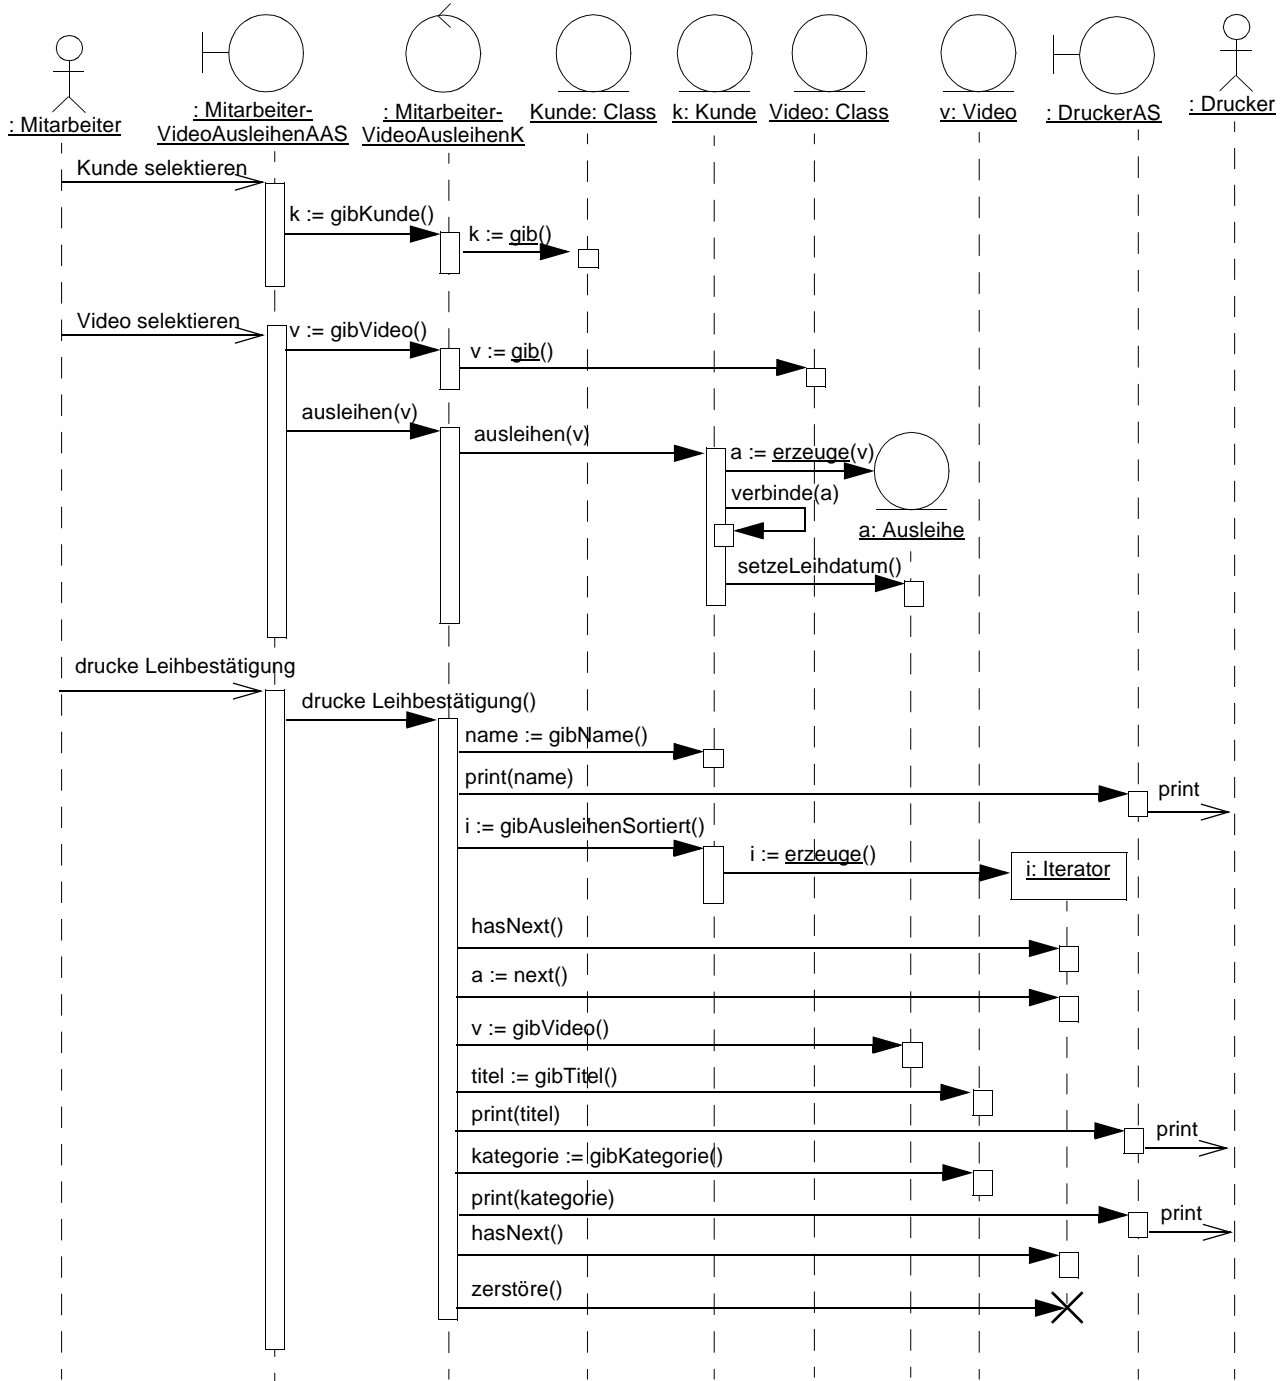 : Mitarbeiter
: Mitarbeiter-
VideoAusleihenAAS
: Mitarbeiter-
VideoAusleihenK
Kunde: Class
k: Kunde
Video: Class
v: Video
: DruckerAS
: Drucker
Kunde selektieren
k := gibKunde()
k := gib()
Video selektieren
v := gibVideo()
v := gib()
ausleihen(v)
ausleihen(v)
a := erzeuge(v)
verbinde(a)
a: Ausleihe
setzeLeihdatum()
drucke Leihbestätigung
drucke Leihbestätigung()
name := gibName()
print(name)
print
i := gibAusleihenSortiert()
i := erzeuge()
i: Iterator
hasNext()
a := next()
v := gibVideo()
titel := gibTitel()
print(titel)
print
kategorie := gibKategorie()
print(kategorie)
print
hasNext()
zerstöre()